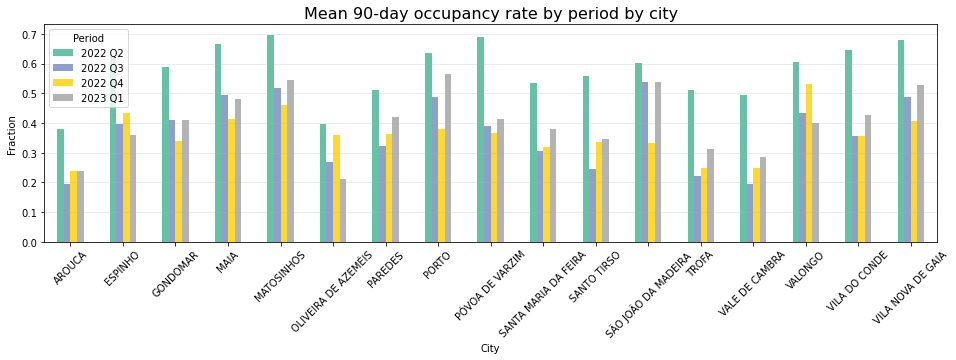 Mean 90-day occupancy rate by period by city
Period
2022 Q2
2022 Q3
2022 Q4
2023 Q1
Fraction
0.7
0.6
0.5
0.4
0.3
0.2
0.1
0.0
AROUCA
ESPINHO
GONDOMAR
MAIA
MATOSINHOS
OLIVEIRA DE AZEMÉIS
PAREDES
PORTO
PÓVOA DE VARZIM
SANTA MARIA DA FEIRA
SANTO TIRSO
SÃO JOÃO DA MADEIRA
TROFA
VALE DE CAMBRA
VALONGO
VILA DO CONDE
VILA NOVA DE GAIA
City